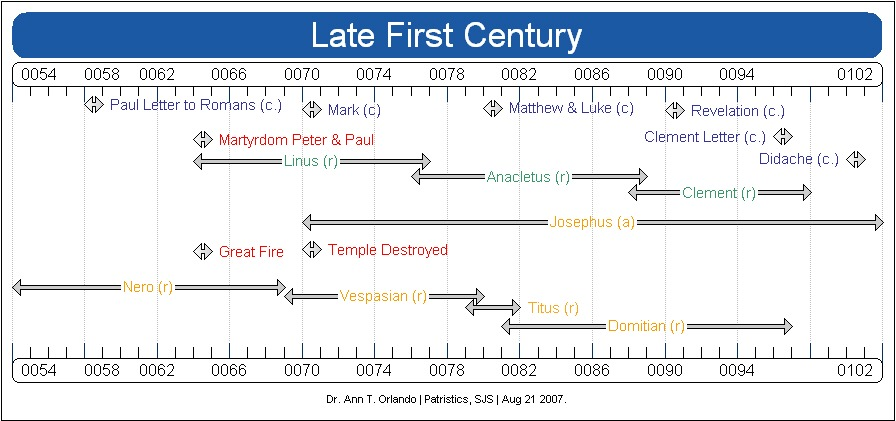 Late First Century
0054 0058 0062 0066 0070 0074 0078 0082 0086 0090 0094 0102
Paul Letter to Romans (c.) Mark (c) Matthew & Luke (c) Revelation (c.)
Martyrdom Peter & Paul Clement Letter (c.)
Linus (r) Didache (c.)
Anacletus (r)
Clement (r)
Josephus (a)
Great Fire Temple Destroyed
Nero (r)
Vespasian (r)
Titus (r)
Domitian (r)
0054 0058 0062 0066 0070 0074 0078 0082 0086 0090 0094 0102
Dr. Ann T. Orlando | Patristics, SJS | Aug 21 2007.